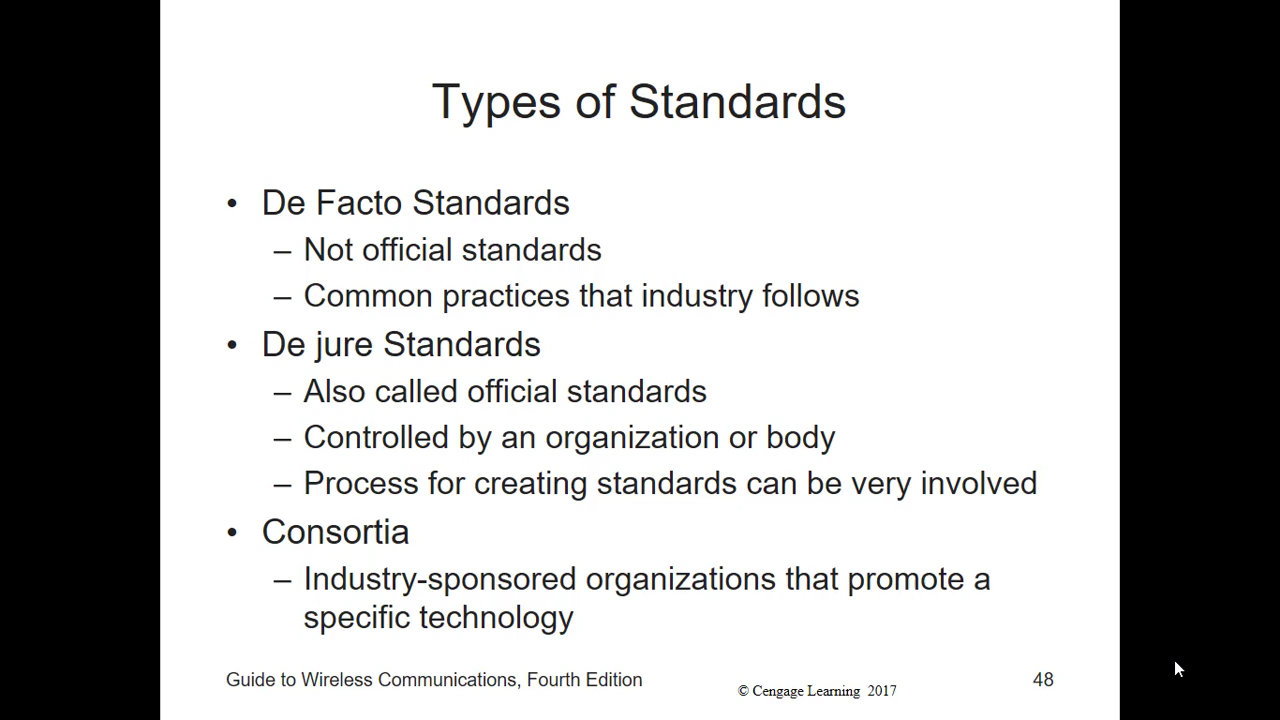 Types of Standards
• De Facto Standards
– Not official standards
– Common practices that industry follows
• De jure Standards
– Also called official standards
– Controlled by an organization or body
– Process for creating standards can be very involved
• Consortia
– Industry-sponsored organizations that promote a
specific technology
Guide to Wireless Communications, Fourth Edition
© Cengage Learning 2017
48